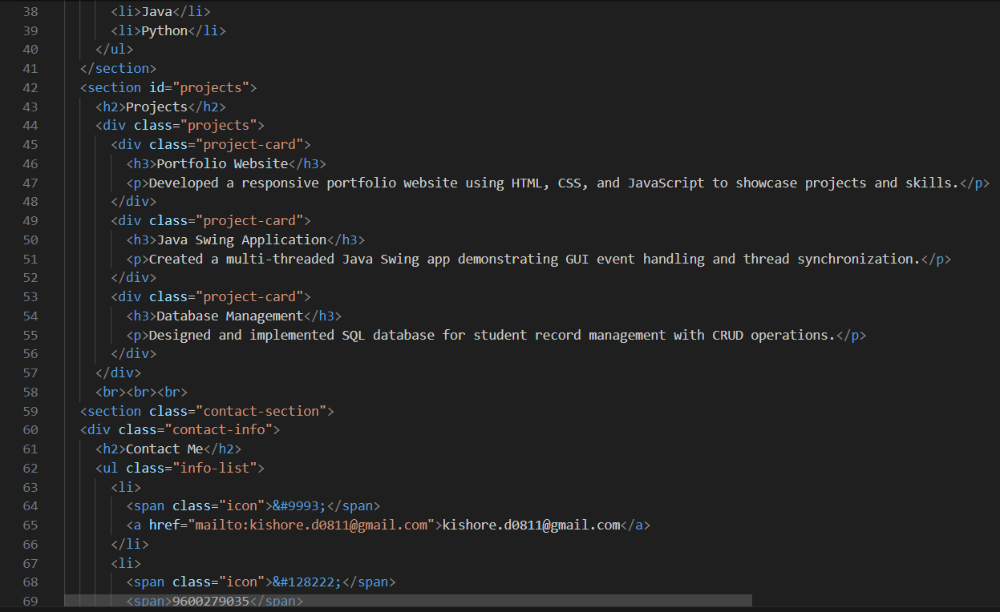 38 <li>Java</li>
39 <li>Python</li>
40 </ul>
41 </section>
42 <section id="projects">
43 <h2>Projects</h2>
44 <div class="projects">
45 <div class="project-card">
46 <h3>Portfolio Website</h3>
47 <p>Developed a responsive portfolio website using HTML, CSS, and JavaScript to showcase projects and skills.</p>
48 </div>
49 <div class="project-card">
50 <h3>Java Swing Application</h3>
51 <p>Created a multi-threaded Java Swing app demonstrating GUI event handling and thread synchronization.</p>
52 </div>
53 <div class="project-card">
54 <h3>Database Management</h3>
55 <p>Designed and implemented SQL database for student record management with CRUD operations.</p>
56 </div>
57 </div>
58 <br><br><br>
59 <section class="contact-section">
60 <div class="contact-info">
61 <h2>Contact Me</h2>
62 <ul class="info-list">
63 <li>
64 <span class="icon">&#9993;</span>
65 <a href="mailto:kishore.d0811@gmail.com">kishore.d0811@gmail.com</a>
66 </li>
67 <li>
68 <span class="icon">&#128222;</span>
69 <span>9600279035</span>